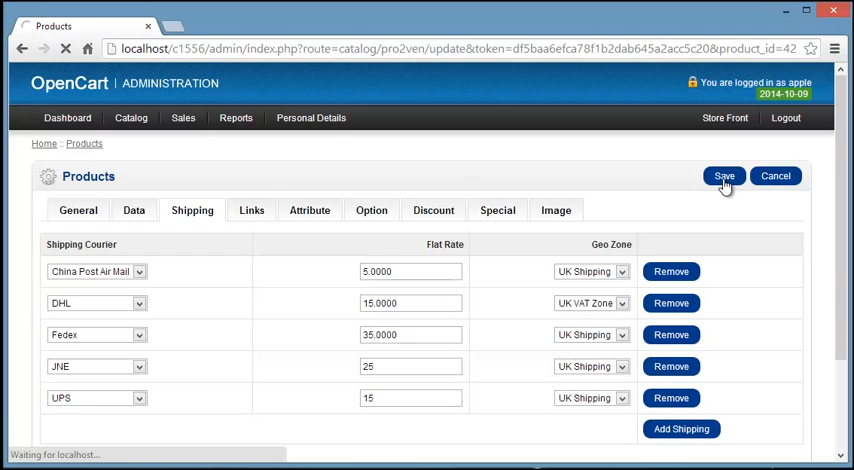 Products
localhost/c1556/admin/index.php?route=catalog/pro2ven/update&token=df5baa6efca78f1b2dab645a2acc5c20&product_id=42
OpenCart | ADMINISTRATION
You are logged in as apple
2014-10-09
Dashboard Catalog Sales Reports Personal Details Store Front Logout
Home :: Products
Products Save Cancel
General Data Shipping Links Attribute Option Discount Special Image
Shipping Courier Flat Rate Geo Zone
China Post Air Mail 5.0000 UK Shipping Remove
DHL 15.0000 UK VAT Zone Remove
Fedex 35.0000 UK Shipping Remove
JNE 25 UK Shipping Remove
UPS 15 UK Shipping Remove
Add Shipping
Waiting for localhost...